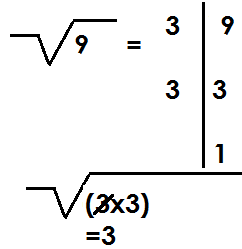 √9 = 3 | 9
3 | 3
1
√(3x3)
=3